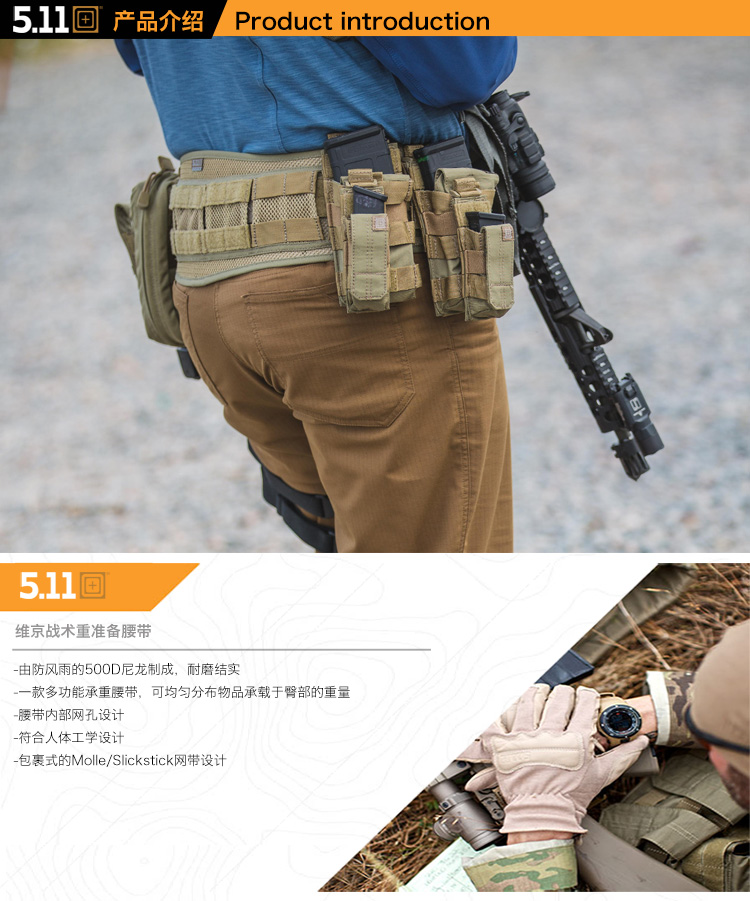 5.11 产品介绍 Product introduction
5.11
维京战术重准备腰带
-由防风雨的500D尼龙制成，耐磨结实
-一款多功能承重腰带，可均匀分布物品承载于臀部的重量
-腰带内部网孔设计
-符合人体工学设计
-包裹式的Molle/Slickstick网带设计